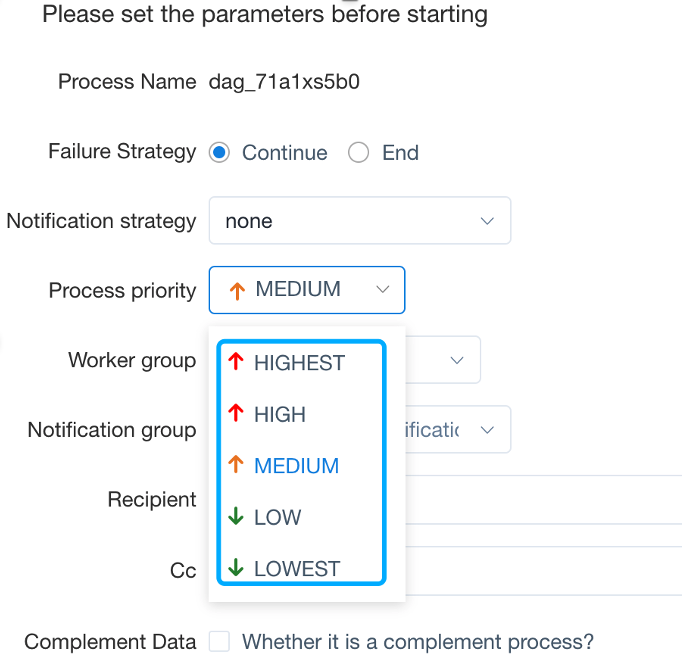 Please set the parameters before starting
Process Name dag_71a1xs5b0
Failure Strategy Continue End
Notification strategy none
Process priority MEDIUM
Worker group HIGHEST
HIGH
Notification group
MEDIUM
Recipient
LOW
Cc LOWEST
Complement Data Whether it is a complement process?